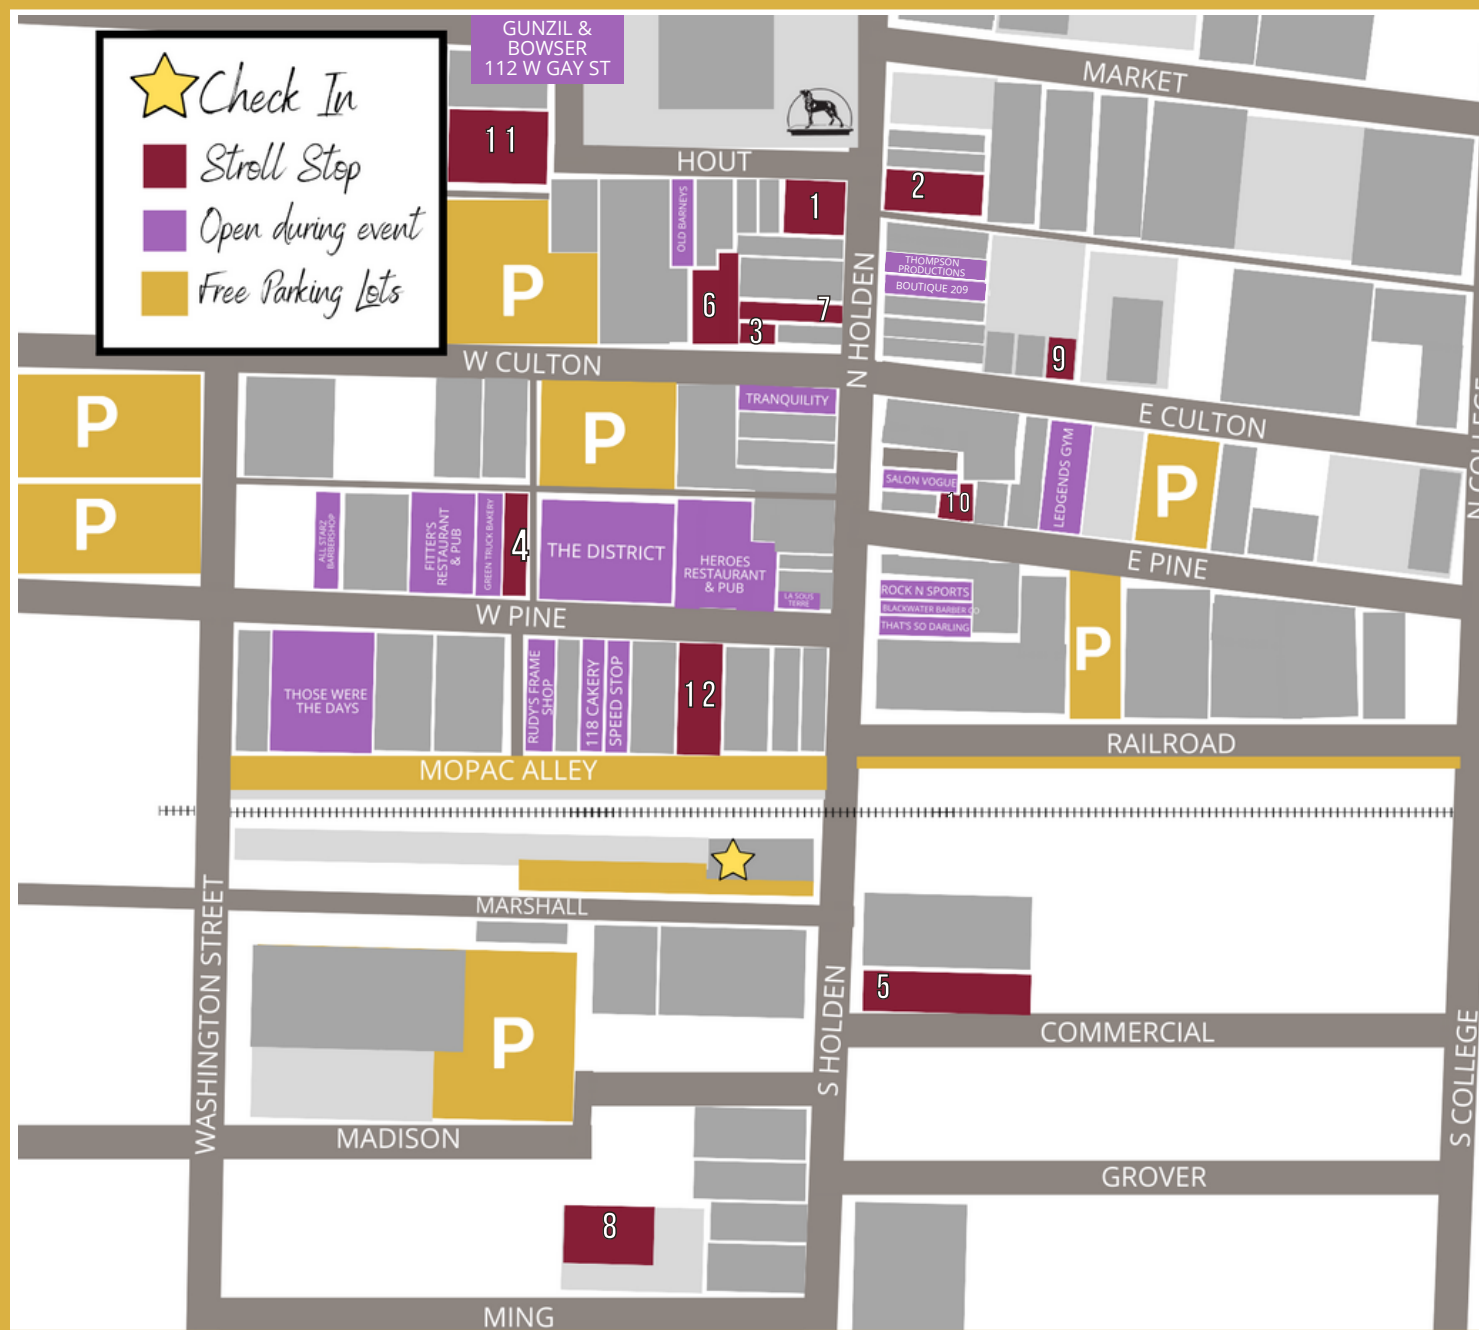 GUNZIL &
BOWSER
112 W GAY ST
Check In
Stroll Stop
Open during event
Free Parking Lots
MARKET
11
HOUT
OLD BARNEYS
1
2
P
6
7
3
N HOLDEN
THOMPSON
PRODUCTIONS
BOUTIQUE 209
9
W CULTON
E CULTON
N COLLEGE
P
P
TRANQUILITY
SALON VOGUE
10
LEDGENDS GYM
P
P
ALL STARZ
BARBERSHOP
FITTER'S
RESTAURANT
& PUB
GREEN TRUCK BAKERY
4
THE DISTRICT
HEROES
RESTAURANT
& PUB
LA SOUS
TERRE
E PINE
W PINE
ROCK N SPORTS
BLACKWATER BARBER CO
THAT'S SO DARLING
P
THOSE WERE
THE DAYS
RUDY'S FRAME
SHOP
118 CAKERY
SPEED STOP
12
RAILROAD
MOPAC ALLEY
MARSHALL
WASHINGTON STREET
S HOLDEN
5
COMMERCIAL
S COLLEGE
P
MADISON
GROVER
8
MING